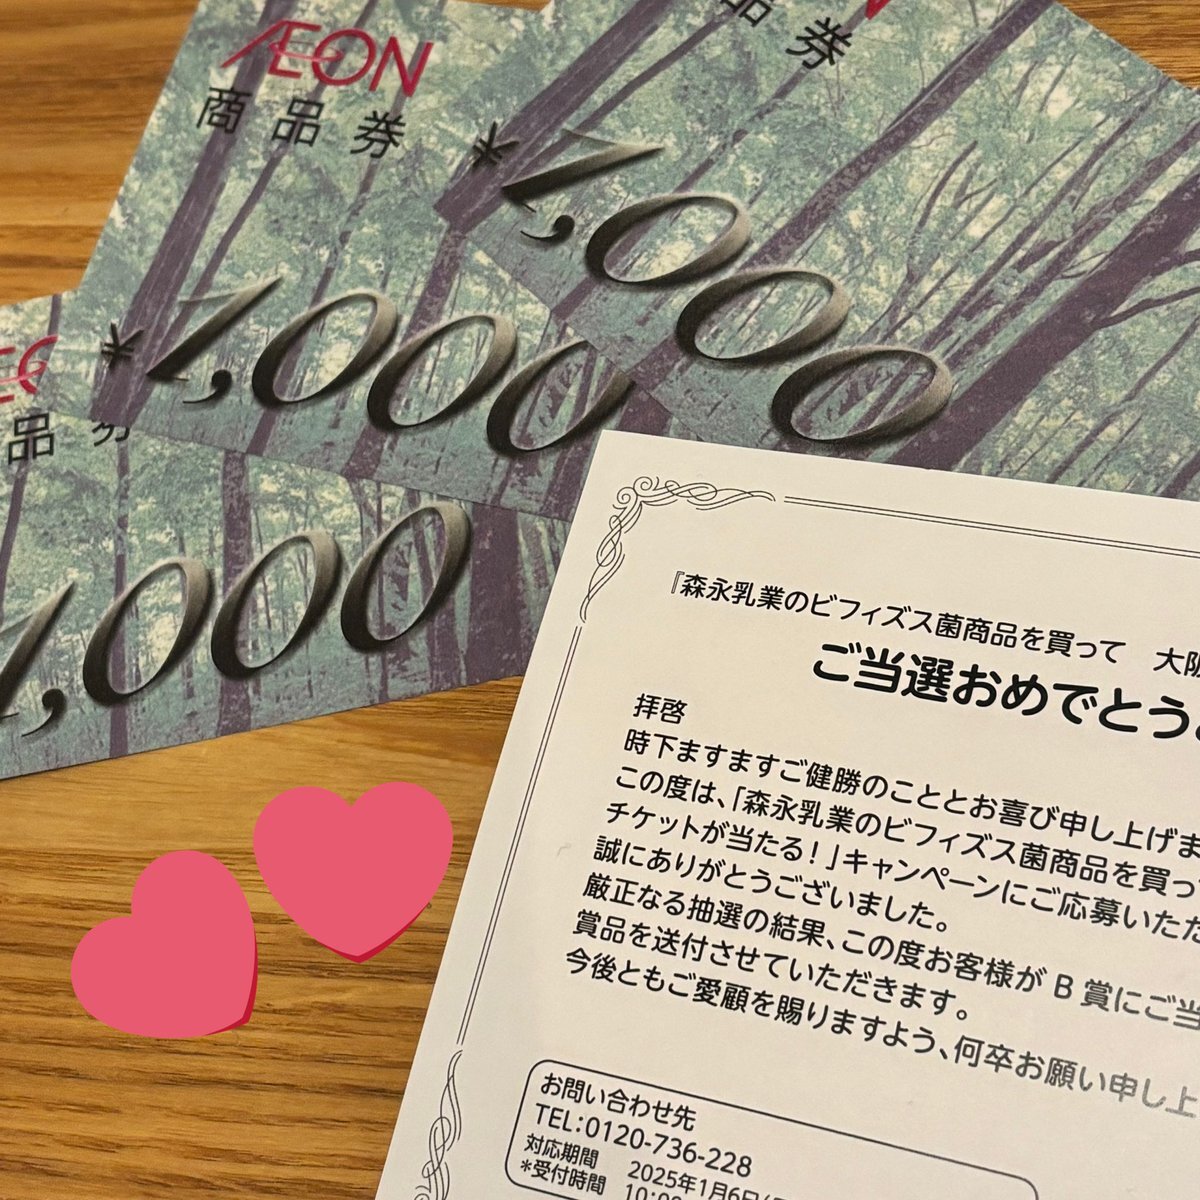 ÆON
商品券
¥1,000
券
¥1,000
品券
1,000
『森永乳業のビフィズス菌商品を買って 大阪
ご当選おめでとう
拝啓
時下ますますご健勝のこととお喜び申し上げま
この度は、「森永乳業のビフィズス菌商品を買っ
チケットが当たる!」キャンペーンにご応募いただ
誠にありがとうございました。
厳正なる抽選の結果、この度お客様がB賞にご当
賞品を送付させていただきます。
今後ともご愛顧を賜りますよう、何卒お願い申し上
お問い合わせ先
TEL:0120-736-228
対応期間 2025年1月6日(
*受付時間 10:00